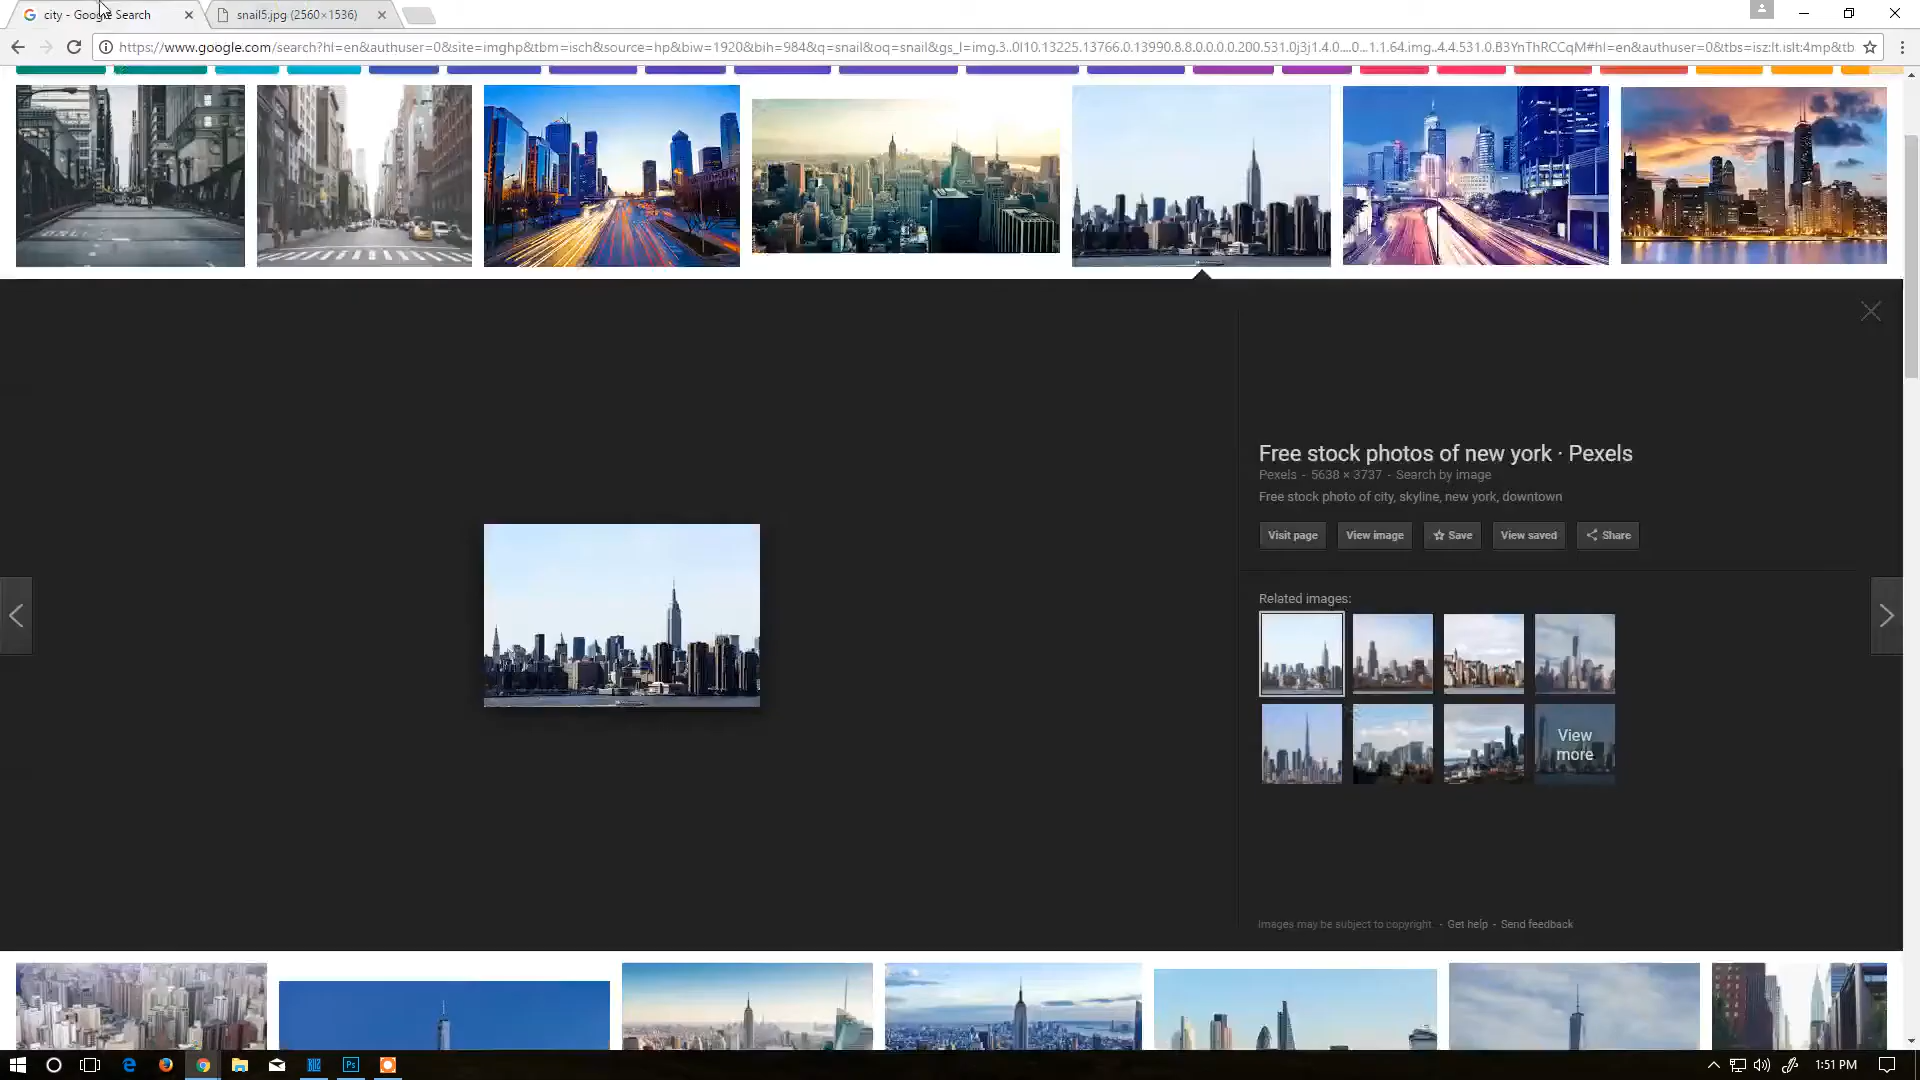 city - Google Search
snail5.jpg (2560×1536)
https://www.google.com/search?hl=en&authuser=0&site=imghp&tbm=isch&source=hp&biw=1920&bih=984&q=snail&oq=snail&gs_l=img.3..0l10.13225.13766.0.13990.8.8.0.0.0.0.200.531.0j3j1.4.0....0...1.1.64.img..4.4.531.0.B3YnThRCCqM#hl=en&authuser=0&tbs=isz:lt,islt:4mp&tb
Free stock photos of new york · Pexels
Pexels - 5638 × 3737 - Search by image
Free stock photo of city, skyline, new york, downtown
Visit page
View image
Save
View saved
Share
Related images:
View
more
Images may be subject to copyright. - Get help - Send feedback
Ps
1:51 PM